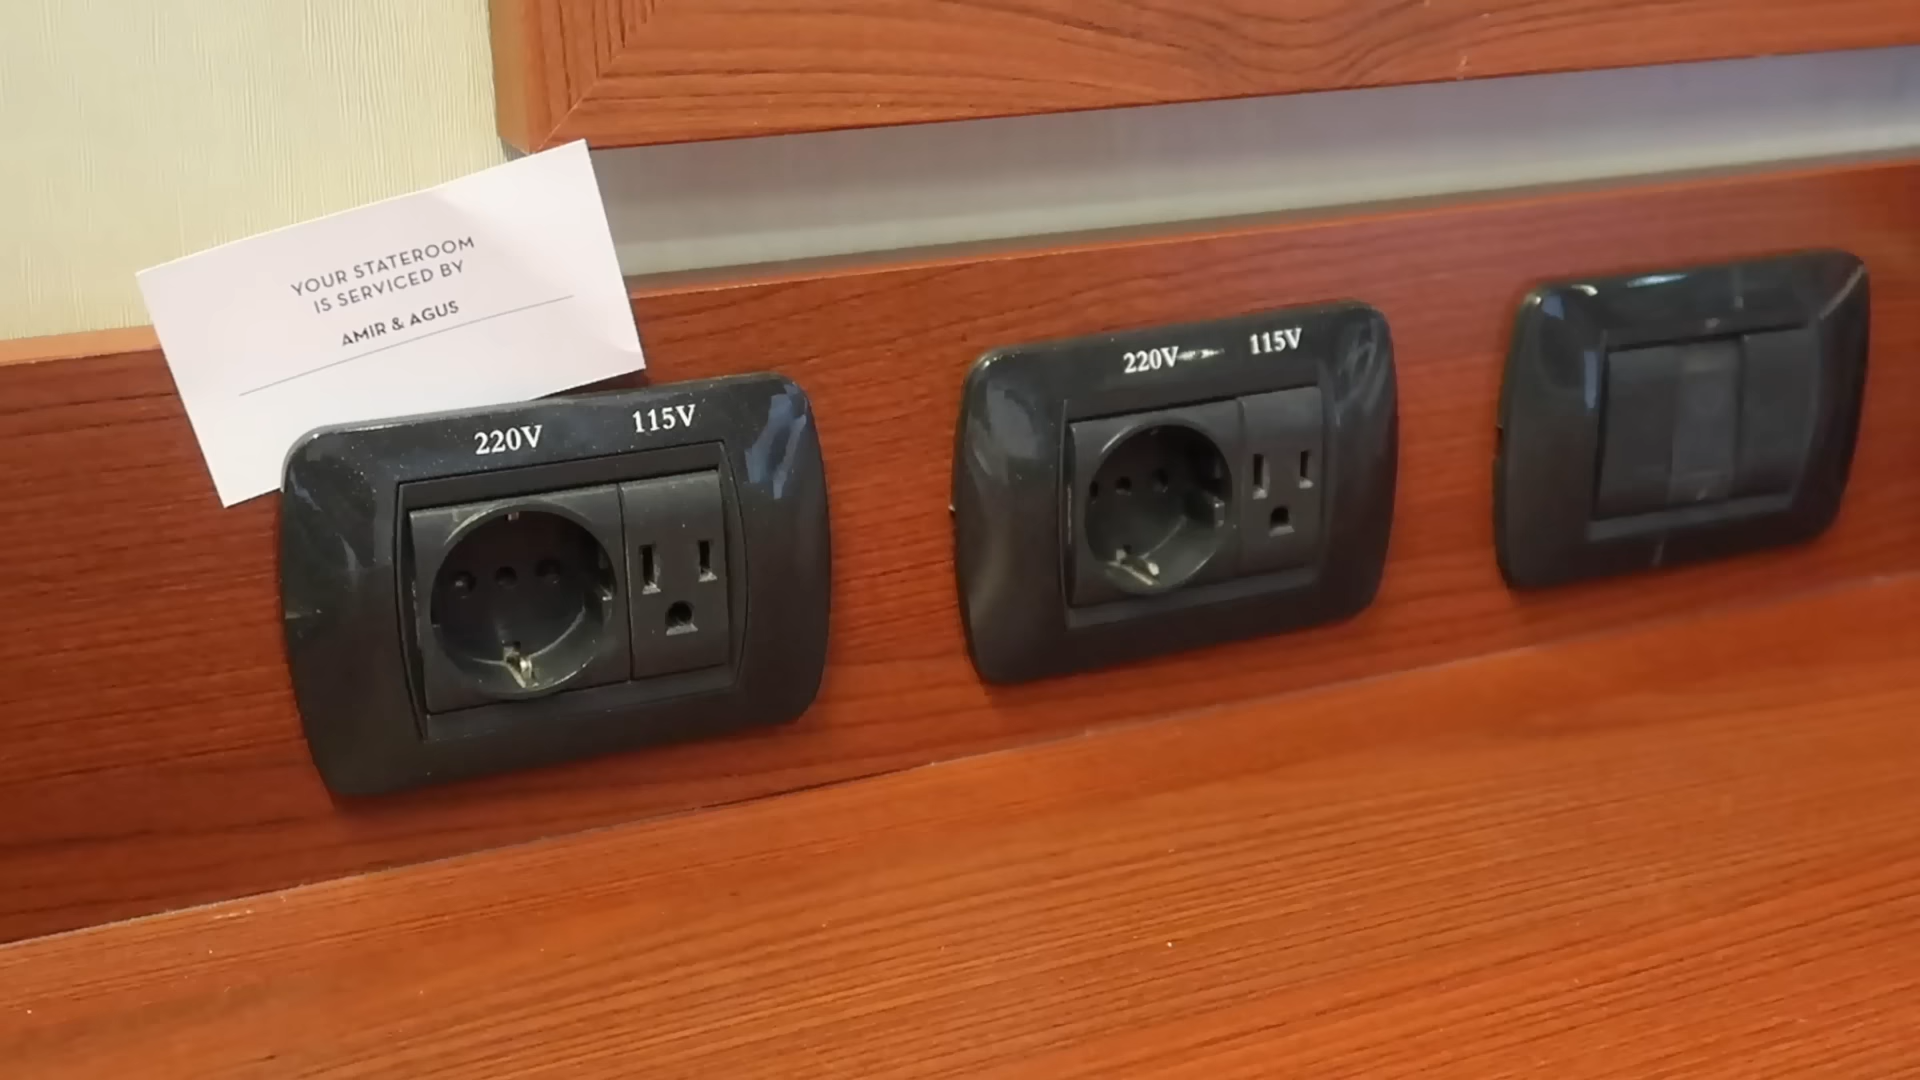 YOUR STATEROOM
IS SERVICED BY
AMIR & AGUS
220V 115V
220V 115V